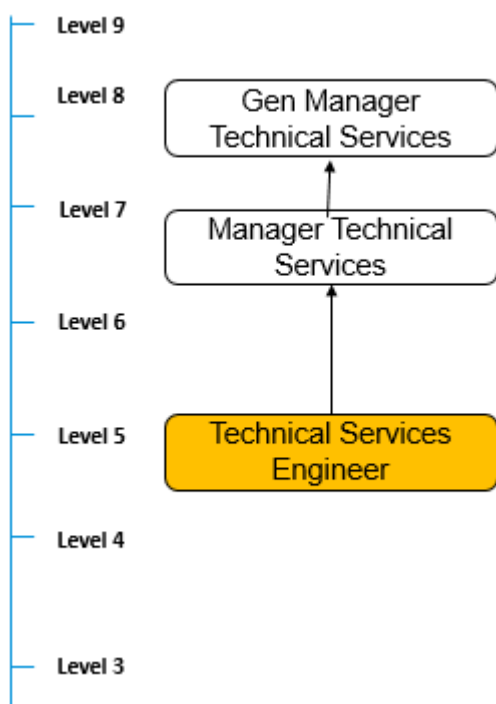 Level 9
Level 8
Gen Manager
Technical Services
Level 7
Manager Technical
Services
Level 6
Level 5
Technical Services
Engineer
Level 4
Level 3